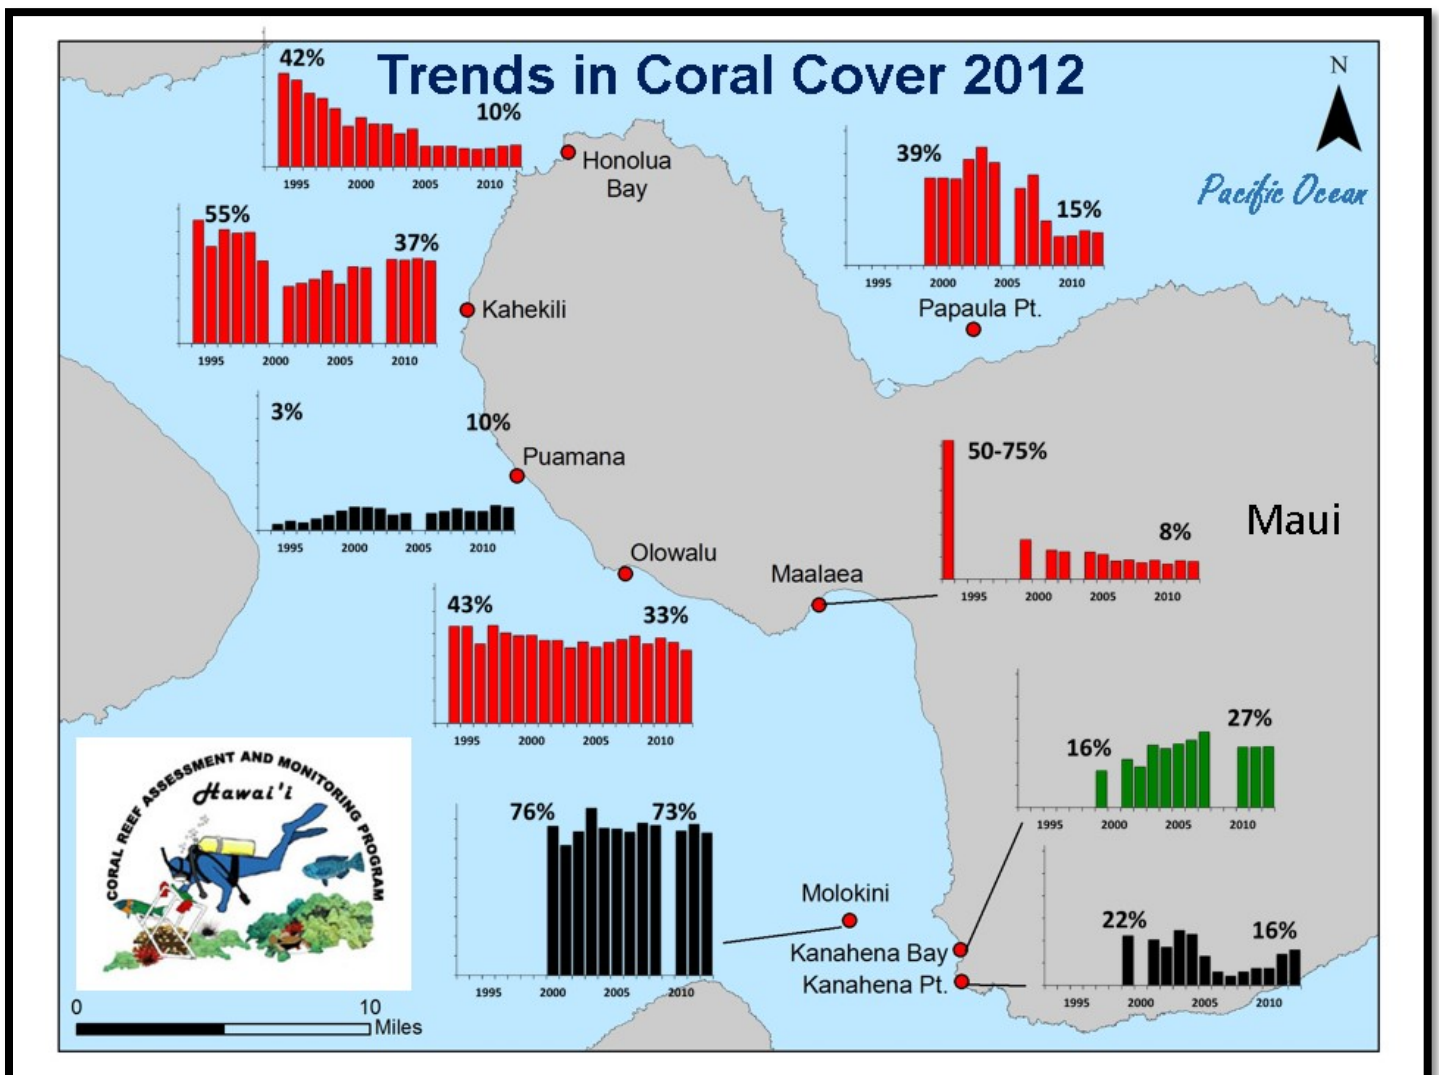 Trends in Coral Cover 2012
N
Pacific Ocean
42%
10%
1995 2000 2005 2010
Honolua
Bay
39%
15%
1995 2000 2005 2010
Papaula Pt.
55%
37%
1995 2000 2005 2010
Kahekili
3%
10%
1995 2000 2005 2010
Puamana
50-75%
8%
1995 2000 2005 2010
Maui
Olowalu
Maalaea
43%
33%
1995 2000 2005 2010
16%
27%
1995 2000 2005 2010
76%
73%
1995 2000 2005 2010
Molokini
Kanahena Bay
Kanahena Pt.
22%
16%
1995 2000 2005 2010
CORAL REEF ASSESSMENT AND MONITORING PROGRAM
Hawai'i
0 10
Miles